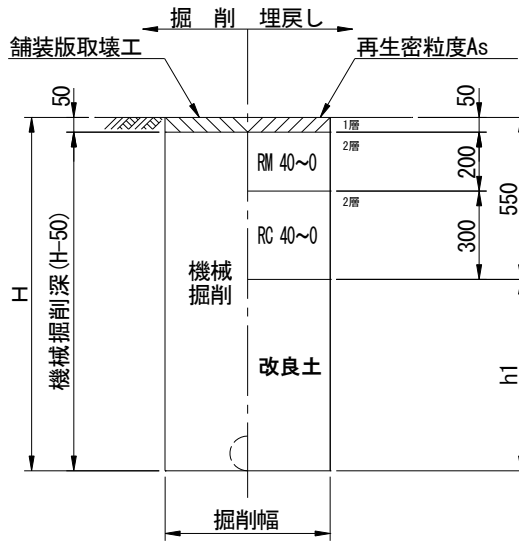 掘　削　埋戻し
舗装版取壊工
再生密粒度As
50
50
1層
RM 40~0
2層
200
2層
550
RC 40~0
300
機械掘削深(H-50)
H
機械
掘削
改良土
h1
掘削幅